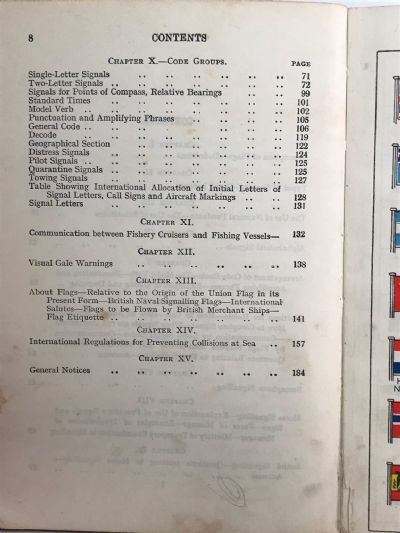 8 CONTENTS
CHAPTER X.—CODE GROUPS. PAGE
Single-Letter Signals .. .. .. .. .. 71
Two-Letter Signals .. .. .. .. .. .. 72
Signals for Points of Compass, Relative Bearings .. .. 99
Standard Times .. .. .. .. .. .. 101
Model Verb .. .. .. .. .. .. 102
Punctuation and Amplifying Phrases .. .. .. 105
General Code .. .. .. .. .. .. .. 106
Decode .. .. .. .. .. .. .. 119
Geographical Section .. .. .. .. .. 122
Distress Signals .. .. .. .. .. .. 124
Pilot Signals .. .. .. .. .. .. .. 125
Quarantine Signals .. .. .. .. .. .. 125
Towing Signals .. .. .. .. .. .. 127
Table Showing International Allocation of Initial Letters of
Signal Letters, Call Signs and Aircraft Markings .. .. 128
Signal Letters .. .. .. .. .. .. 131
CHAPTER XI.
Communication between Fishery Cruisers and Fishing Vessels— 132
CHAPTER XII.
Visual Gale Warnings .. .. .. .. .. 138
CHAPTER XIII.
About Flags—Relative to the Origin of the Union Flag in its
Present Form—British Naval Signalling Flags—International
Salutes—Flags to be Flown by British Merchant Ships—
Flag Etiquette .. .. .. .. .. .. 141
CHAPTER XIV.
International Regulations for Preventing Collisions at Sea .. 157
CHAPTER XV.
General Notices .. .. .. .. .. .. 184